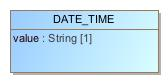 DATE_TIME
value : String [1]